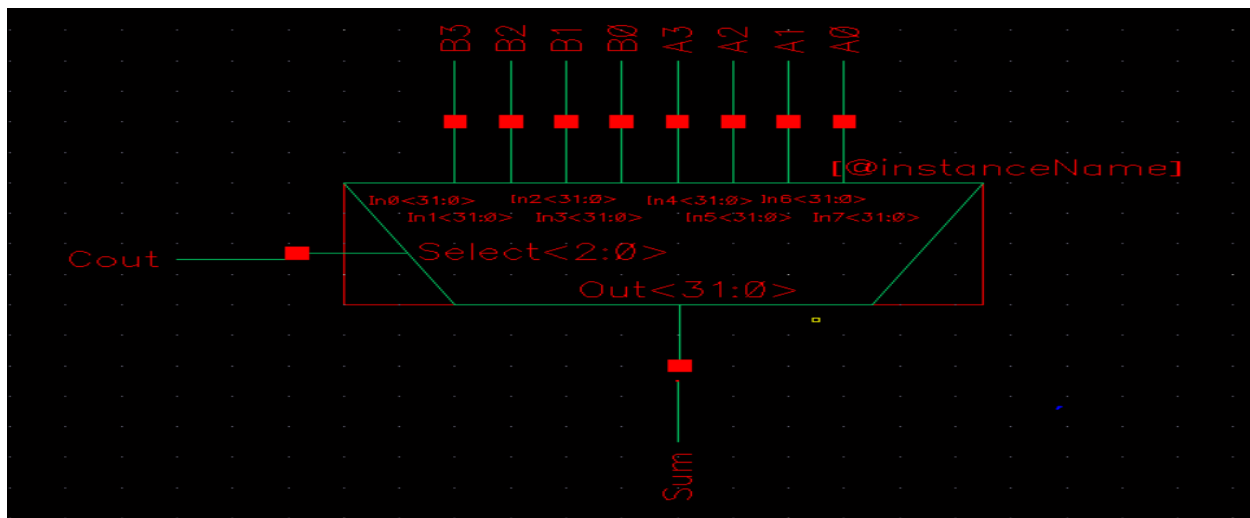 B3 B2 B1 B0 A3 A2 A1 A0
[@instanceName]
In0<31:0> In2<31:0> In4<31:0> In6<31:0>
In1<31:0> In3<31:0> In5<31:0> In7<31:0>
Cout Select<2:0>
Out<31:0>
Sum